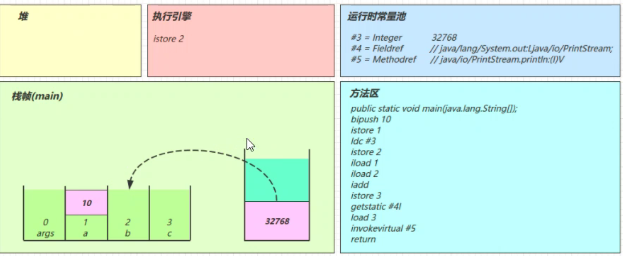 堆
执行引擎
istore 2
运行时常量池
#3 = Integer 32768
#4 = Fieldref // java/lang/System.out:Ljava/io/PrintStream;
#5 = Methodref // java/io/PrintStream.println:(I)V
栈帧(main)
10
0 1 2 3
args a b c
32768
方法区
public static void main(java.lang.String[]);
bipush 10
istore 1
ldc #3
istore 2
iload 1
iload 2
iadd
istore 3
getstatic #4l
load 3
invokevirtual #5
return